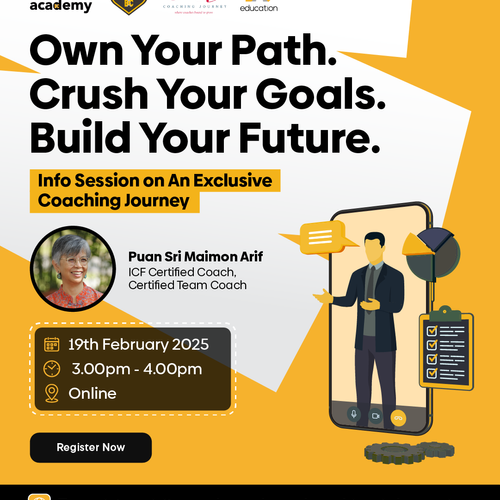 academy
BC
COACHING JOURNEY
education
Own Your Path.
Crush Your Goals.
Build Your Future.
Info Session on An Exclusive
Coaching Journey
Puan Sri Maimon Arif
ICF Certified Coach,
Certified Team Coach
19th February 2025
3.00pm - 4.00pm
Online
Register Now